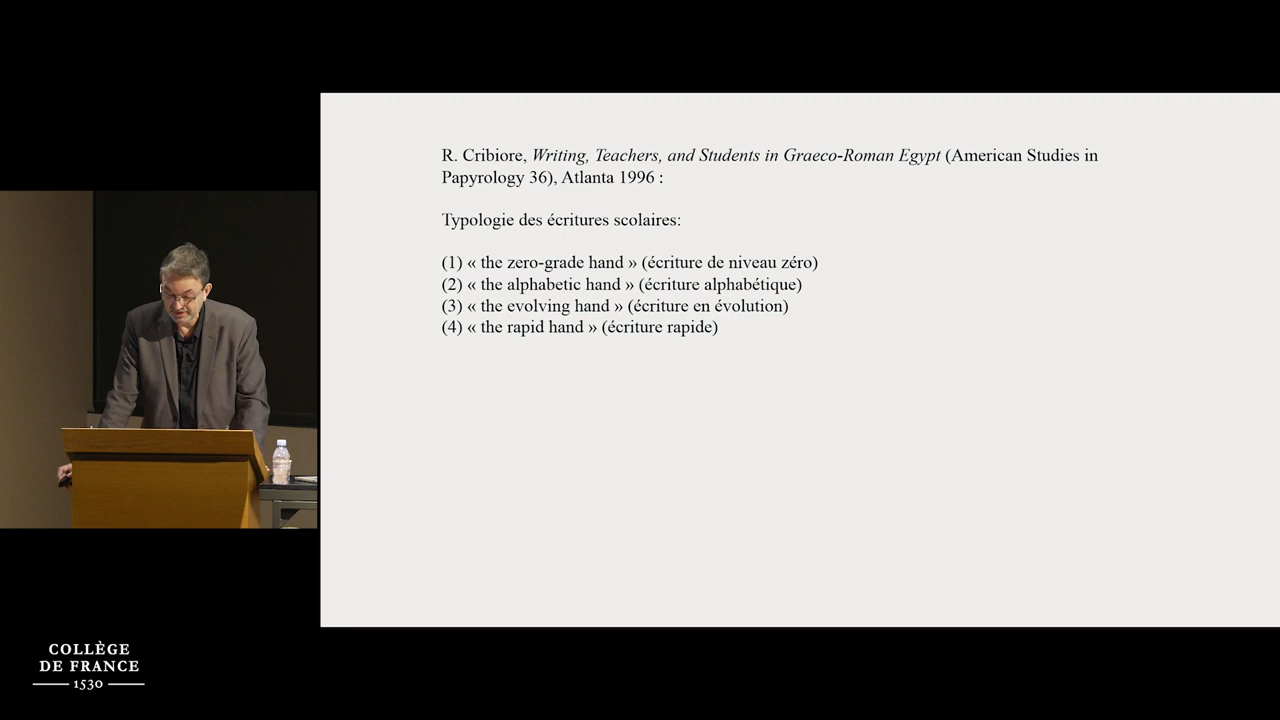 R. Cribiore, Writing, Teachers, and Students in Graeco-Roman Egypt (American Studies in
Papyrology 36), Atlanta 1996 :
Typologie des écritures scolaires:
(1) « the zero-grade hand » (écriture de niveau zéro)
(2) « the alphabetic hand » (écriture alphabétique)
(3) « the evolving hand » (écriture en évolution)
(4) « the rapid hand » (écriture rapide)
COLLÈGE
DE FRANCE
1530